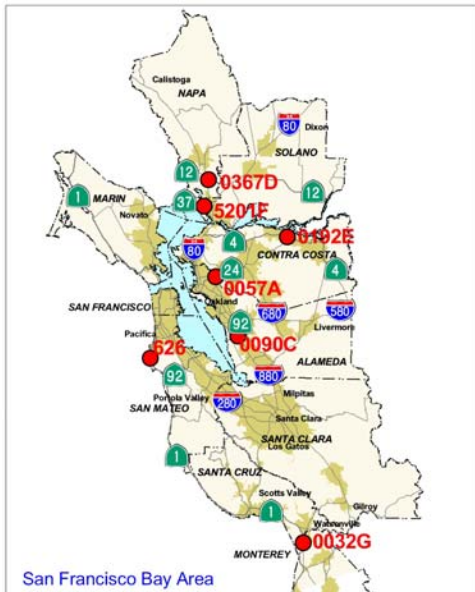 Calistoga
NAPA
80
Dixon
SOLANO
12
0367D
12
1
MARIN
37
5201F
Novato
4
0192E
80
CONTRA COSTA
24
4
0057A
Oakland
SAN FRANCISCO
680
580
92
Livermore
Pacifica
626
0090C
ALAMEDA
92
880
Portola Valley
Milpitas
SAN MATEO
280
Santa Clara
SANTA CLARA
Los Gatos
1
SANTA CRUZ
Scotts Valley
Gilroy
1
Watsonville
0032G
MONTEREY
San Francisco Bay Area